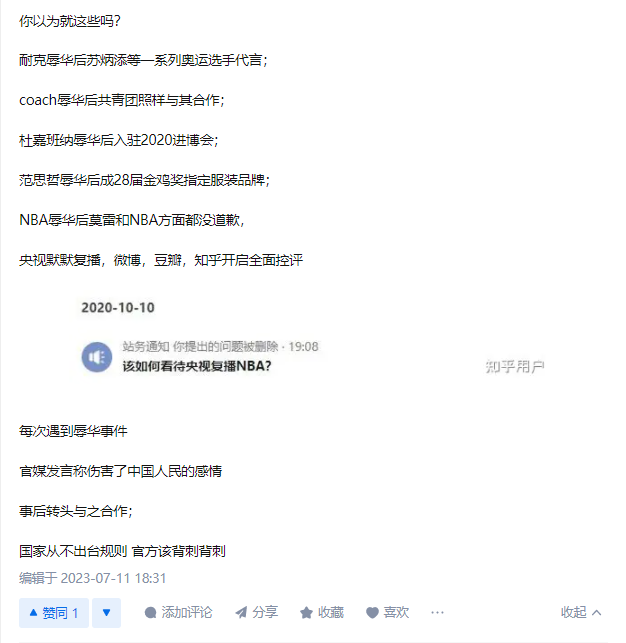 你以为就这些吗?
耐克辱华后苏炳添等一系列奥运选手代言;
coach辱华后共青团照样与其合作;
杜嘉班纳辱华后入驻2020进博会;
范思哲辱华后成28届金鸡奖指定服装品牌;
NBA辱华后莫雷和NBA方面都没道歉,
央视默默复播，微博，豆瓣，知乎开启全面控评
2020-10-10
站务通知 你提出的问题被删除 · 19:08
该如何看待央视复播NBA?
知乎用户
每次遇到辱华事件
官媒发言称伤害了中国人民的感情
事后转头与之合作;
国家从不出台规则 官方该背刺背刺
编辑于 2023-07-11 18:31
赞同 1 添加评论 分享 收藏 喜欢 ··· 收起